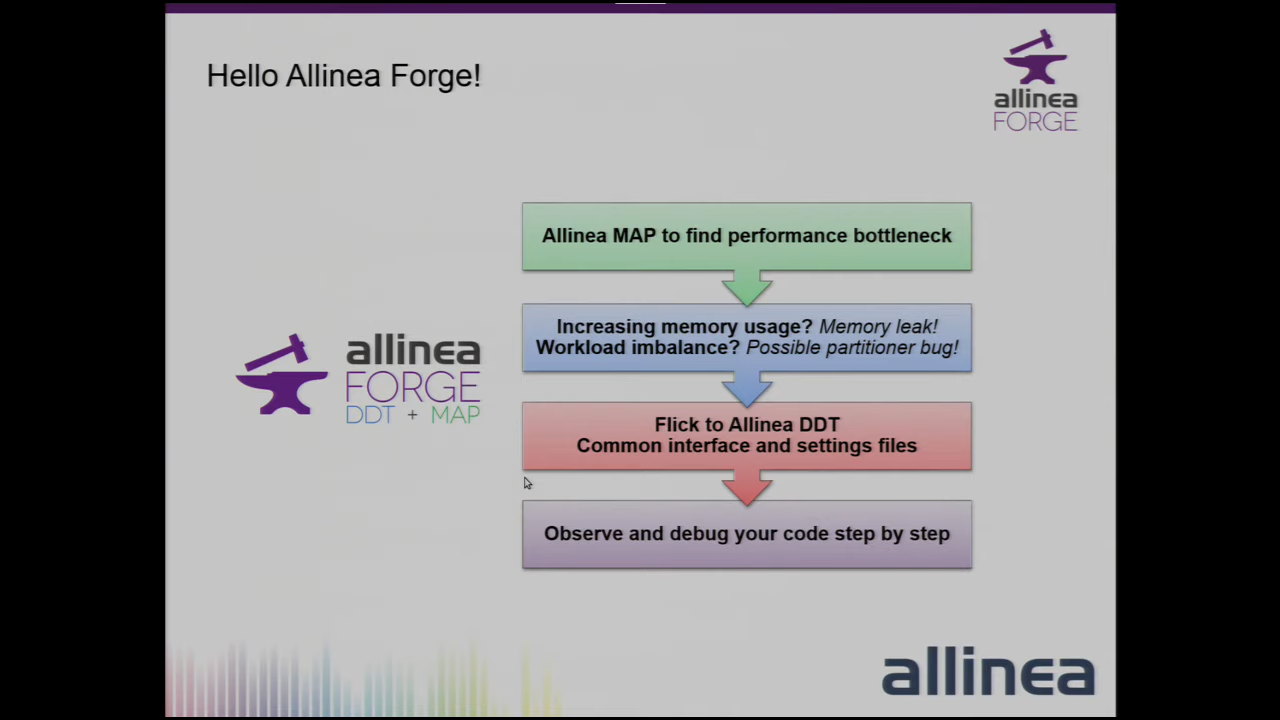 Hello Allinea Forge!
allinea
FORGE
Allinea MAP to find performance bottleneck
Increasing memory usage? Memory leak!
Workload imbalance? Possible partitioner bug!
allinea
FORGE
DDT + MAP
Flick to Allinea DDT
Common interface and settings files
Observe and debug your code step by step
allinea